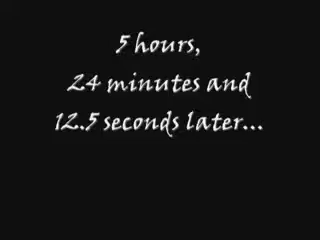 5 hours,
24 minutes and
12.5 seconds later...